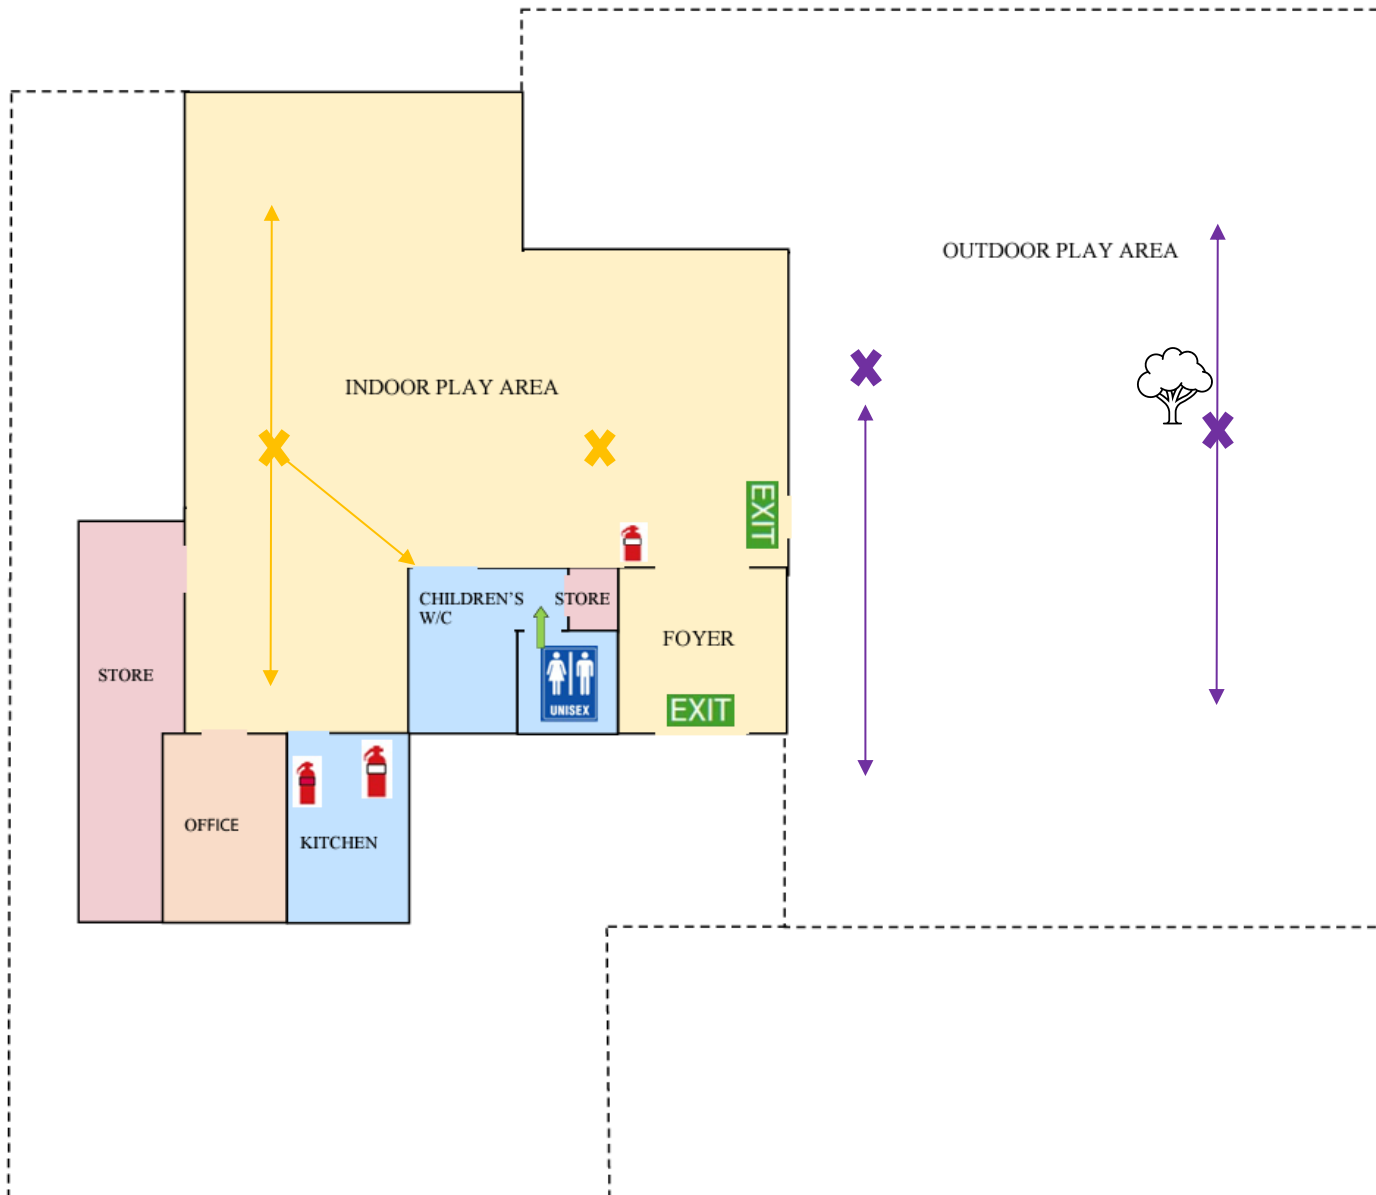 OUTDOOR PLAY AREA
INDOOR PLAY AREA
EXIT
CHILDREN'S
W/C
STORE
FOYER
STORE
UNISEX
EXIT
OFFICE
KITCHEN